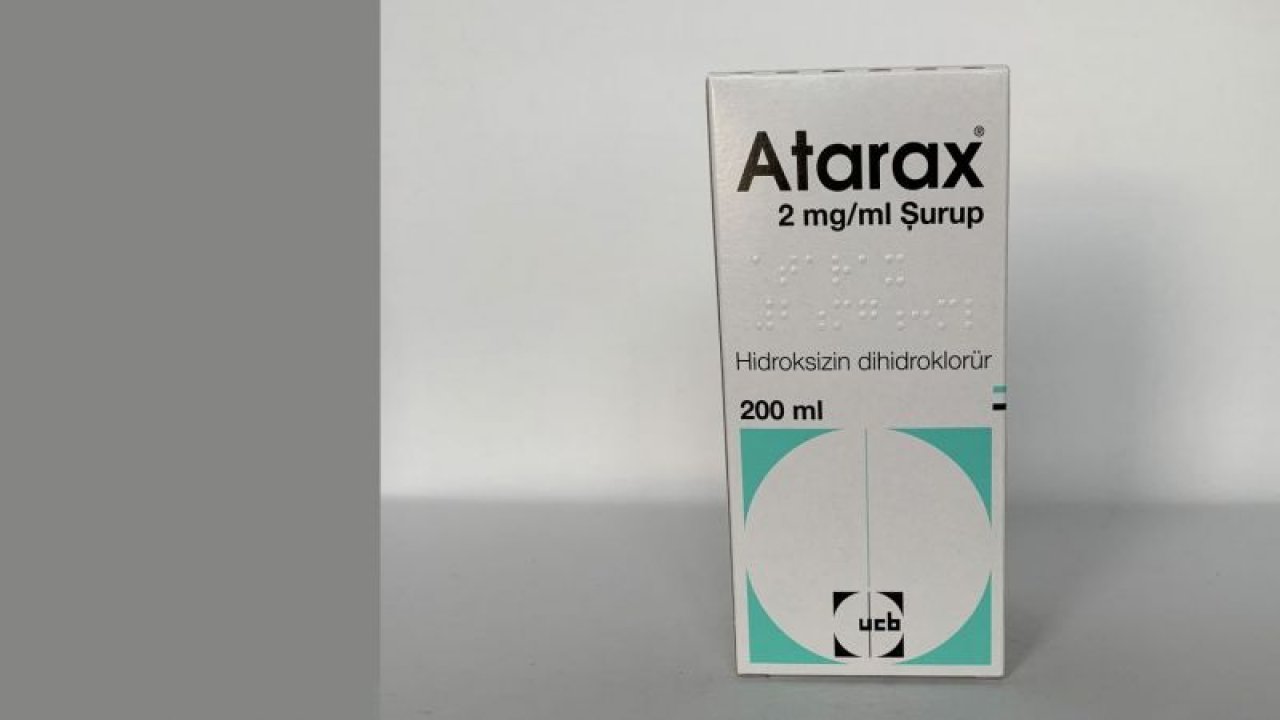 Atarax®
2 mg/ml Şurup
Hidroksizin dihidroklorür
200 ml
ucb